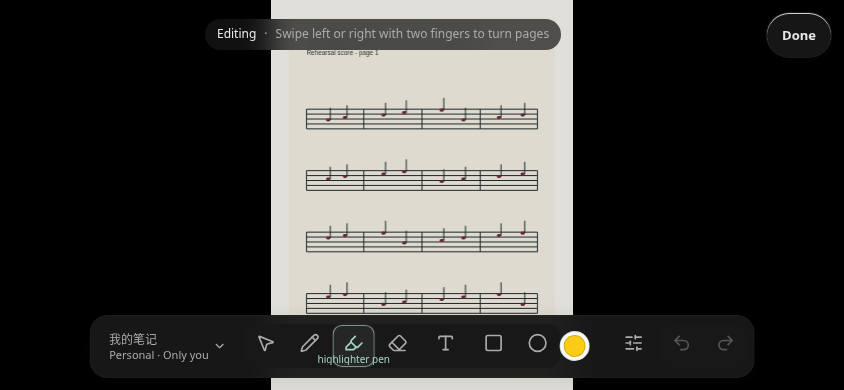 Editing · Swipe left or right with two fingers to turn pages
Done
Rehearsal score - page 1
我的笔记
Personal · Only you
highlighter pen